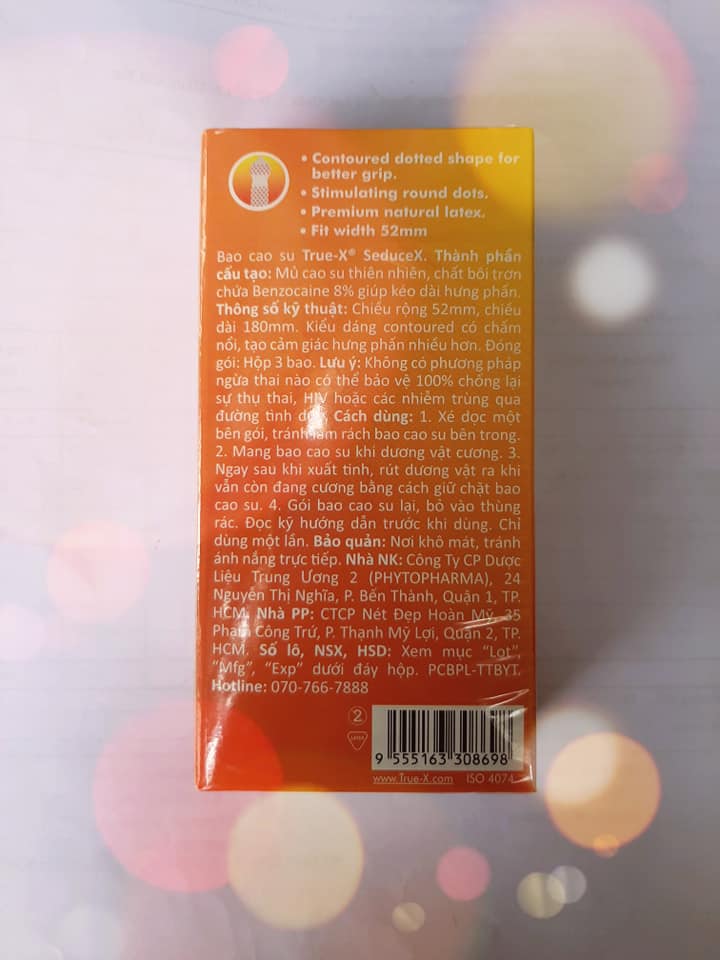 • Contoured dotted shape for
better grip.
• Stimulating round dots.
• Premium natural latex.
• Fit width 52mm
Bao cao su True-X® SeduceX. Thành phần
cấu tạo: Mủ cao su thiên nhiên, chất bôi trơn
chứa Benzocaine 8% giúp kéo dài hưng phấn.
Thông số kỹ thuật: Chiều rộng 52mm, chiều
dài 180mm. Kiểu dáng contoured có chấm
nổi, tạo cảm giác hưng phấn nhiều hơn. Đóng
gói: Hộp 3 bao. Lưu ý: Không có phương pháp
ngừa thai nào có thể bảo vệ 100% chống lại
sự thụ thai, HIV hoặc các nhiễm trùng qua
đường tình Cách dùng: 1. Xé dọc một
bên gói, tránh làm rách bao cao su bên trong.
2. Mang bao cao su khi dương vật cương. 3.
Ngay sau khi xuất tinh, rút dương vật ra khi
vẫn còn đang cương bằng cách giữ chặt bao
cao su. 4. Gói bao cao su lại, bỏ vào thùng
rác. Đọc kỹ hướng dẫn trước khi dùng. Chỉ
dùng một lần. Bảo quản: Nơi khô mát, tránh
ánh nắng trực tiếp. Nhà NK: Công Ty CP Dược
Liệu Trung Ương 2 (PHYTOPHARMA), 24
Nguyễn Thị Nghĩa, P. Bến Thành, Quận 1, TP.
HCM. Nhà PP: CTCP Nét Đẹp Hoàn Mỹ, 35
Phạm Công Trứ, P. Thạnh Mỹ Lợi, Quận 2, TP.
HCM. Số lô, NSX, HSD: Xem mục “Lot”,
“Mfg”, “Exp” dưới đáy hộp. PCBPL-TTBYT.
Hotline: 070-766-7888
2
LATEX
9 555163 308698
www.True-X.com ISO 4074